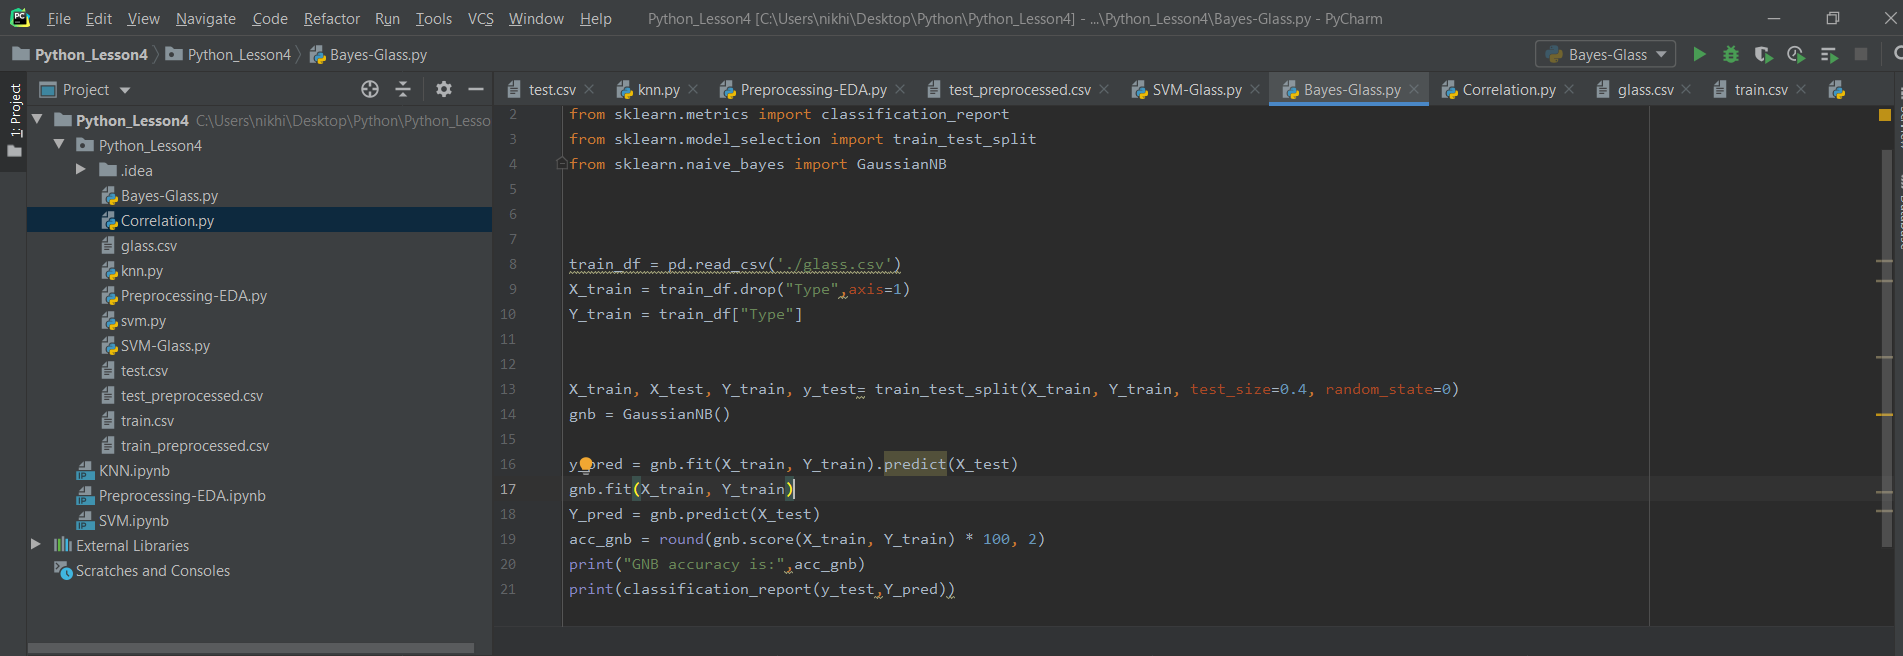 PC File Edit View Navigate Code Refactor Run Tools VCS Window Help Python_Lesson4 [C:\Users\nikhi\Desktop\Python\Python_Lesson4] - ...\Python_Lesson4\Bayes-Glass.py - PyCharm
Python_Lesson4 Python_Lesson4 Bayes-Glass.py Bayes-Glass
1: Project
Project
test.csv knn.py Preprocessing-EDA.py test_preprocessed.csv SVM-Glass.py Bayes-Glass.py Correlation.py glass.csv train.csv
Python_Lesson4 C:\Users\nikhi\Desktop\Python\Python_Lesso
Python_Lesson4
.idea
Bayes-Glass.py
Correlation.py
glass.csv
knn.py
Preprocessing-EDA.py
svm.py
SVM-Glass.py
test.csv
test_preprocessed.csv
train.csv
train_preprocessed.csv
IP KNN.ipynb
IP Preprocessing-EDA.ipynb
IP SVM.ipynb
External Libraries
Scratches and Consoles
2 from sklearn.metrics import classification_report
3 from sklearn.model_selection import train_test_split
4 from sklearn.naive_bayes import GaussianNB
5
6
7
8 train_df = pd.read_csv('./glass.csv')
9 X_train = train_df.drop("Type",axis=1)
10 Y_train = train_df["Type"]
11
12
13 X_train, X_test, Y_train, y_test= train_test_split(X_train, Y_train, test_size=0.4, random_state=0)
14 gnb = GaussianNB()
15
16 y_pred = gnb.fit(X_train, Y_train).predict(X_test)
17 gnb.fit(X_train, Y_train)
18 Y_pred = gnb.predict(X_test)
19 acc_gnb = round(gnb.score(X_train, Y_train) * 100, 2)
20 print("GNB accuracy is:",acc_gnb)
21 print(classification_report(y_test,Y_pred))